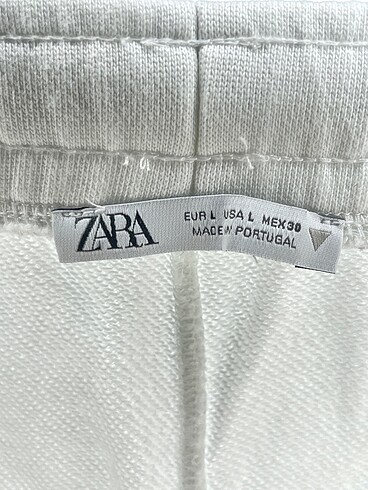 ZARA
EUR L USA L MEX 30
MADE IN PORTUGAL